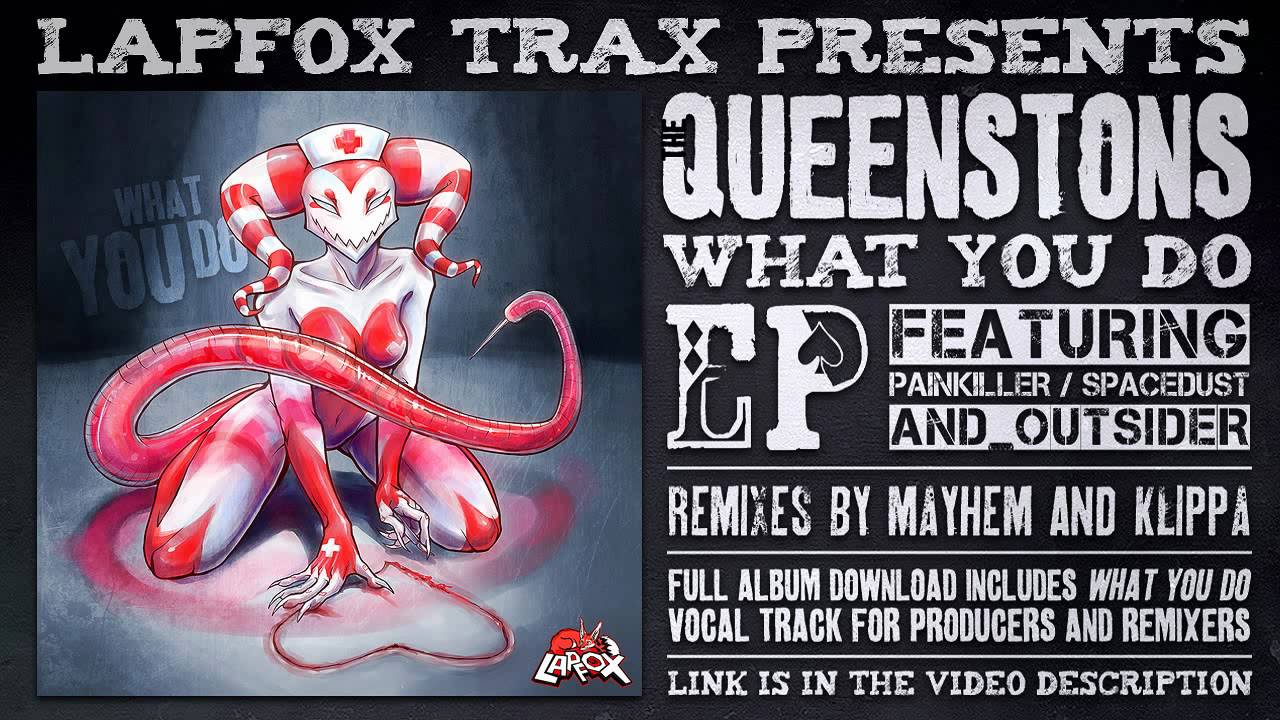 LAPFOX TRAX PRESENTS
WHAT
YOU DO
LAPFOX
THE QUEENSTONS
WHAT YOU DO
EP
FEATURING
PAINKILLER / SPACEDUST
AND_OUTSIDER
REMIXES BY MAYHEM AND KLIPPA
FULL ALBUM DOWNLOAD INCLUDES WHAT YOU DO
VOCAL TRACK FOR PRODUCERS AND REMIXERS
LINK IS IN THE VIDEO DESCRIPTION